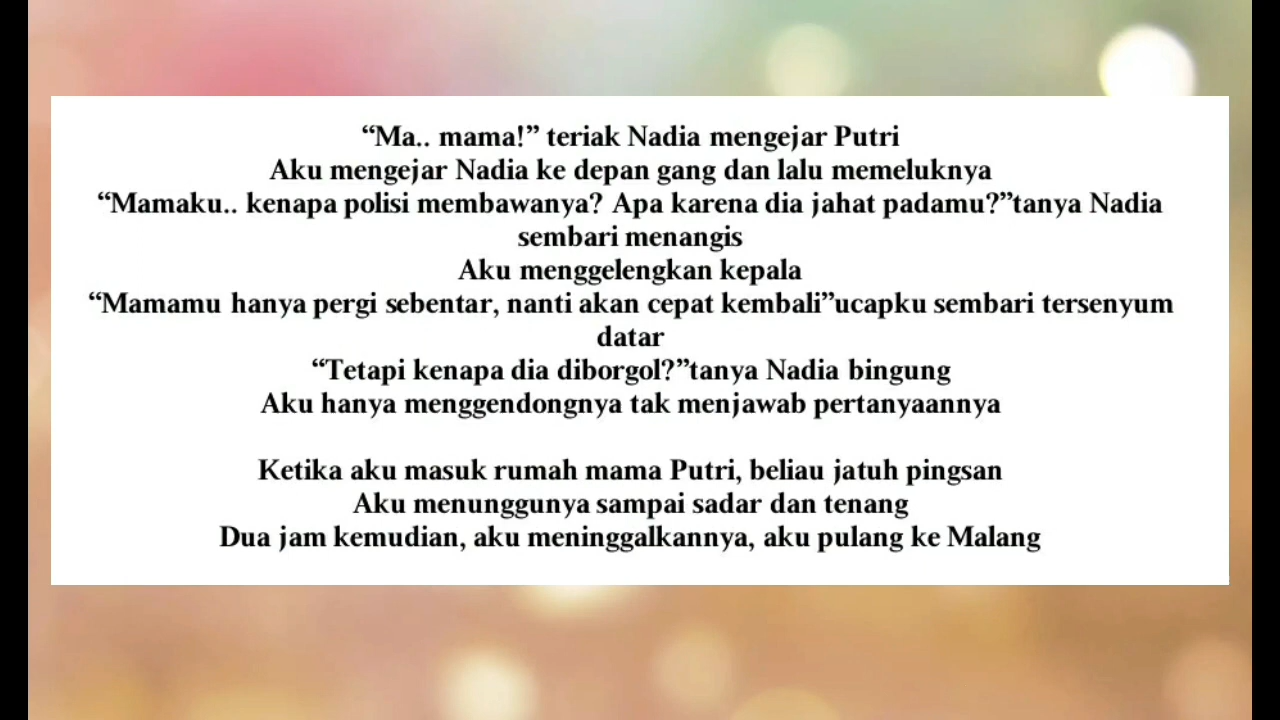 “Ma.. mama!” teriak Nadia mengejar Putri
Aku mengejar Nadia ke depan gang dan lalu memeluknya
“Mamaku.. kenapa polisi membawanya? Apa karena dia jahat padamu?”tanya Nadia
sembari menangis
Aku menggelengkan kepala
“Mamamu hanya pergi sebentar, nanti akan cepat kembali”ucapku sembari tersenyum
datar
“Tetapi kenapa dia diborgol?”tanya Nadia bingung
Aku hanya menggendongnya tak menjawab pertanyaannya
Ketika aku masuk rumah mama Putri, beliau jatuh pingsan
Aku menunggunya sampai sadar dan tenang
Dua jam kemudian, aku meninggalkannya, aku pulang ke Malang